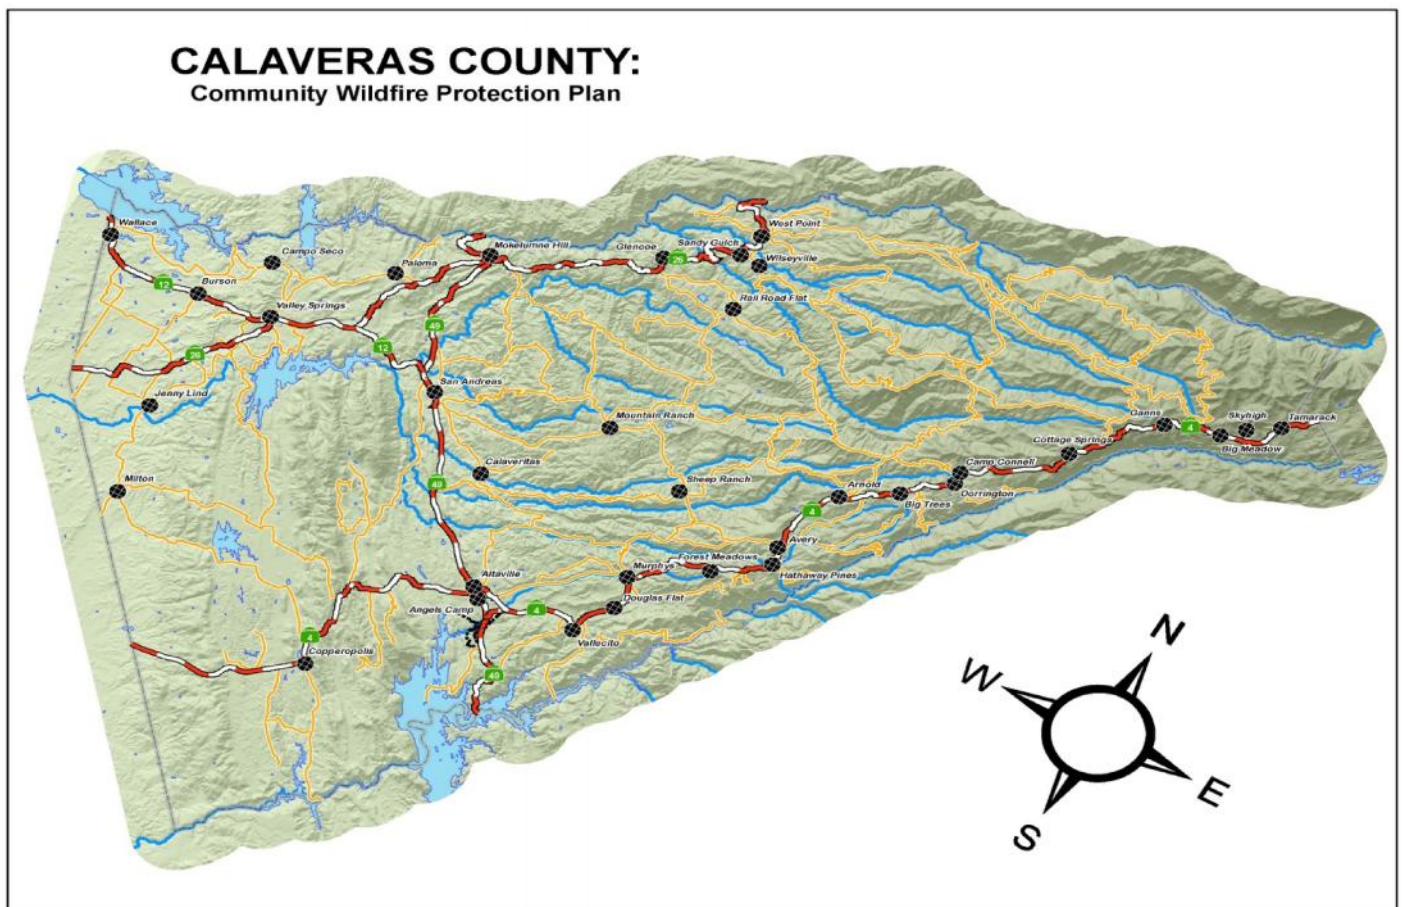 CALAVERAS COUNTY:
Community Wildfire Protection Plan
Wallace
West Point
Mokelumne Hill
Glencoe
Sandy Gulch
Campo Seco
Paloma
26
Wilseyville
12
Burson
Valley Springs
Rail Road Flat
49
12
26
San Andreas
Jenny Lind
Mountain Ranch
Ganns
4
Skyhigh
Tamarack
Cottage Springs
Big Meadow
Calaveritas
Camp Connell
Milton
49
Sheep Ranch
Arnold
Dorrington
Big Trees
4
Avery
Forest Meadows
Murphys
Hathaway Pines
Altaville
Angels Camp
4
Douglas Flat
4
Vallecito
Copperopolis
49
N
W
E
S